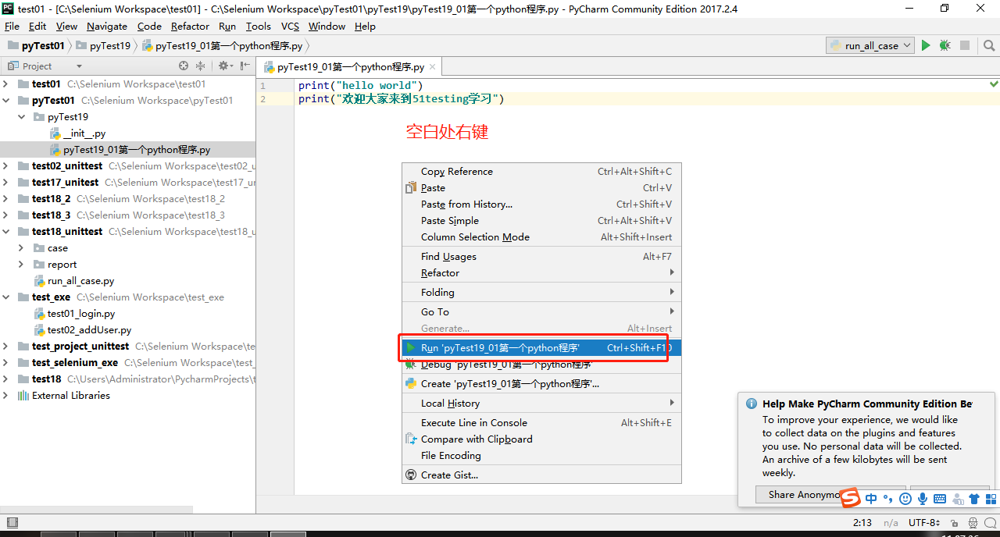 test01 - [C:\Selenium Workspace\test01] - C:\Selenium Workspace\pyTest01\pyTest19\pyTest19_01第一个python程序.py - PyCharm Community Edition 2017.2.4
File Edit View Navigate Code Refactor Run Tools VCS Window Help
pyTest01 pyTest19 pyTest19_01第一个python程序.py
run_all_case
Project
pyTest19_01第一个python程序.py
test01 C:\Selenium Workspace\test01
pyTest01 C:\Selenium Workspace\pyTest01
pyTest19
__init__.py
pyTest19_01第一个python程序.py
test02_unittest C:\Selenium Workspace\test02_u
test17_unitest C:\Selenium Workspace\test17_ur
test18_2 C:\Selenium Workspace\test18_2
test18_3 C:\Selenium Workspace\test18_3
test18_unittest C:\Selenium Workspace\test18_u
case
report
run_all_case.py
test_exe C:\Selenium Workspace\test_exe
test01_login.py
test02_addUser.py
test_project_unittest C:\Selenium Workspace\te
test_selenium_exe C:\Selenium Workspace\test_
test18 C:\Users\Administrator\PycharmProjects\t
External Libraries
1 print("hello world")
2 print("欢迎大家来到51testing学习")
空白处右键
Copy Reference Ctrl+Alt+Shift+C
Paste Ctrl+V
Paste from History... Ctrl+Shift+V
Paste Simple Ctrl+Alt+Shift+V
Column Selection Mode Alt+Shift+Insert
Find Usages Alt+F7
Refactor
Folding
Go To
Generate... Alt+Insert
Run 'pyTest19_01第一个python程序' Ctrl+Shift+F10
Debug 'pyTest19_01第一个python程序'
Create 'pyTest19_01第一个python程序'...
Local History
Execute Line in Console Alt+Shift+E
Compare with Clipboard
File Encoding
Create Gist...
Help Make PyCharm Community Edition Be
To improve your experience, we would like
to collect data on the plugins and features
you use. No personal data will be collected.
An archive of a few kilobytes will be sent
weekly.
Share Anonymo
中
2:13 n/a UTF-8